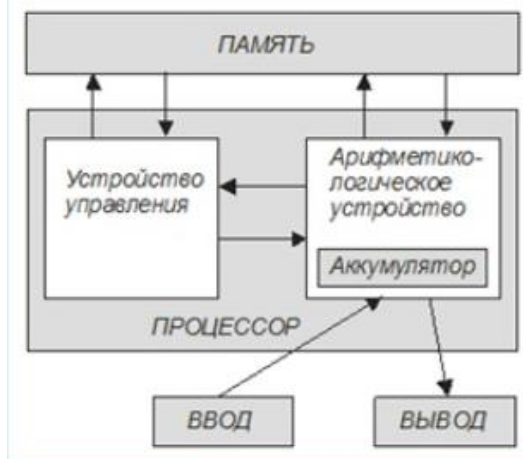 ПАМЯТЬ
Устройство
управления
Арифметико-
логическое
устройство
Аккумулятор
ПРОЦЕССОР
ВВОД
ВЫВОД